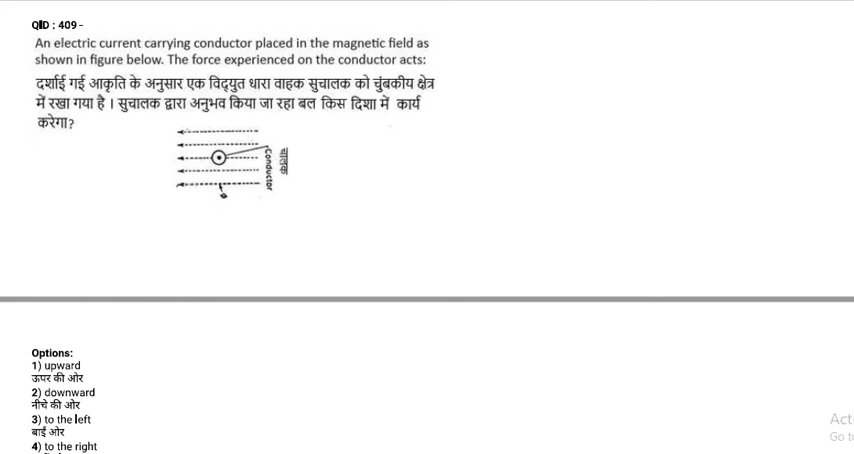 QID : 409 -
An electric current carrying conductor placed in the magnetic field as
shown in figure below. The force experienced on the conductor acts:
दर्शाई गई आकृति के अनुसार एक विद्युत धारा वाहक सुचालक को चुंबकीय क्षेत्र
में रखा गया है । सुचालक द्वारा अनुभव किया जा रहा बल किस दिशा में कार्य
करेगा?
चालक
Conductor
Options:
1) upward
ऊपर की ओर
2) downward
नीचे की ओर
3) to the left
बाईं ओर
4) to the right
Act
Go to